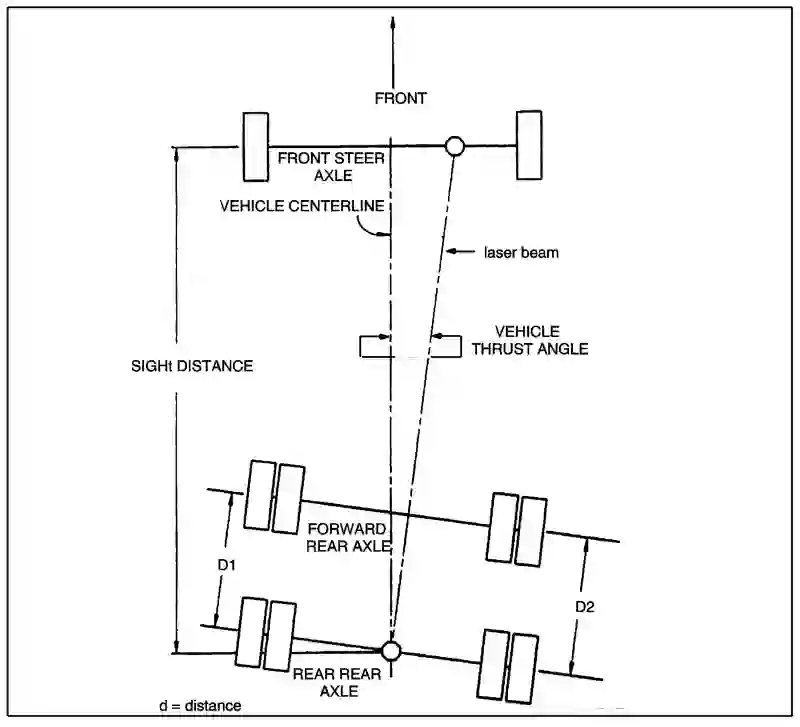 FRONT
FRONT STEER
AXLE
VEHICLE CENTERLINE
laser beam
VEHICLE
THRUST ANGLE
SIGHt DISTANCE
FORWARD
REAR AXLE
D1
D2
REAR REAR
AXLE
d = distance